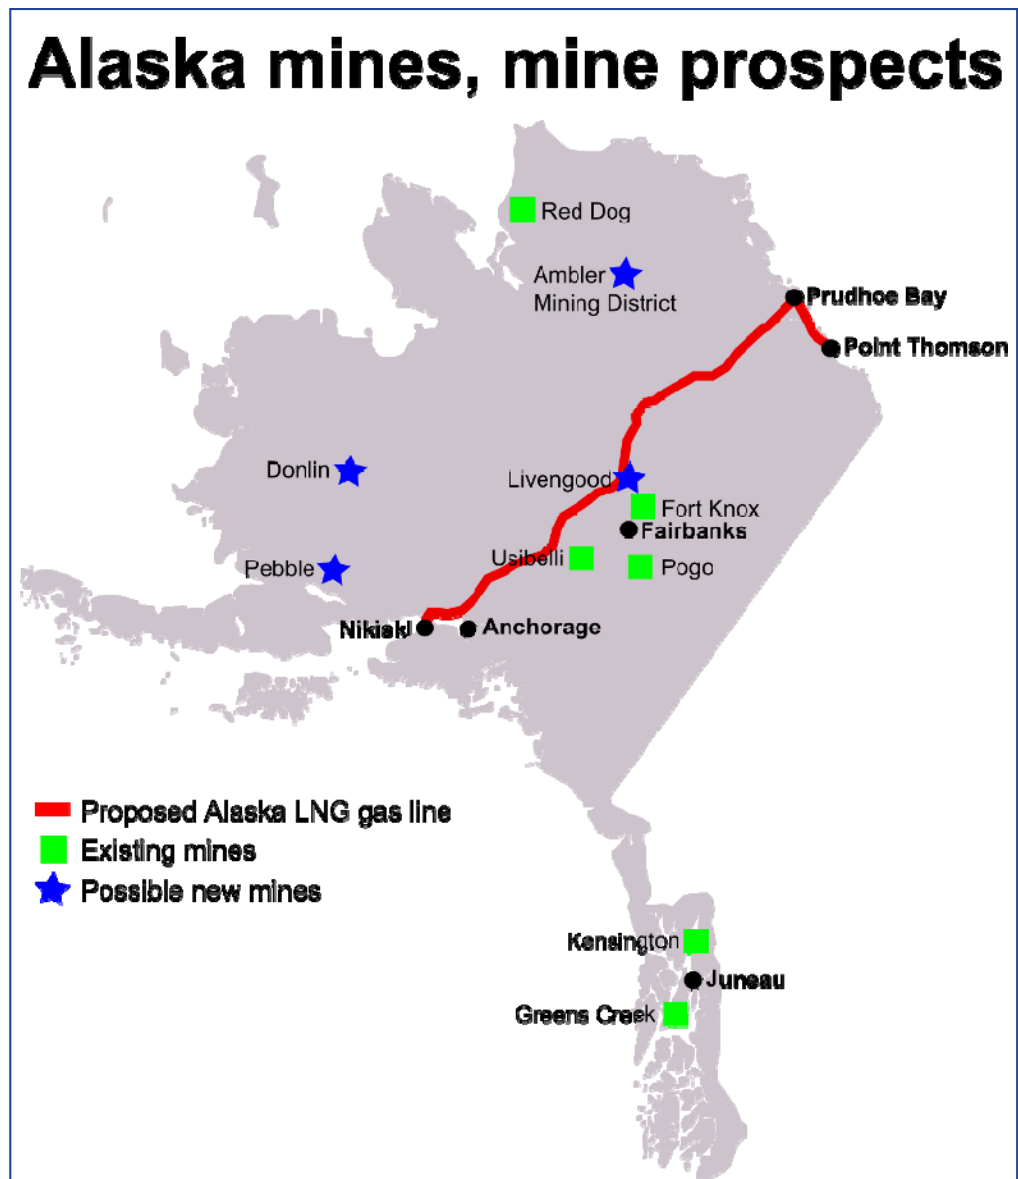 Alaska mines, mine prospects
Red Dog
Ambler
Mining District
Prudhoe Bay
Point Thomson
Donlin
Livengood
Fort Knox
Fairbanks
Usibelli
Pogo
Pebble
Nikiski
Anchorage
Proposed Alaska LNG gas line
Existing mines
Possible new mines
Kensington
Juneau
Greens Creek